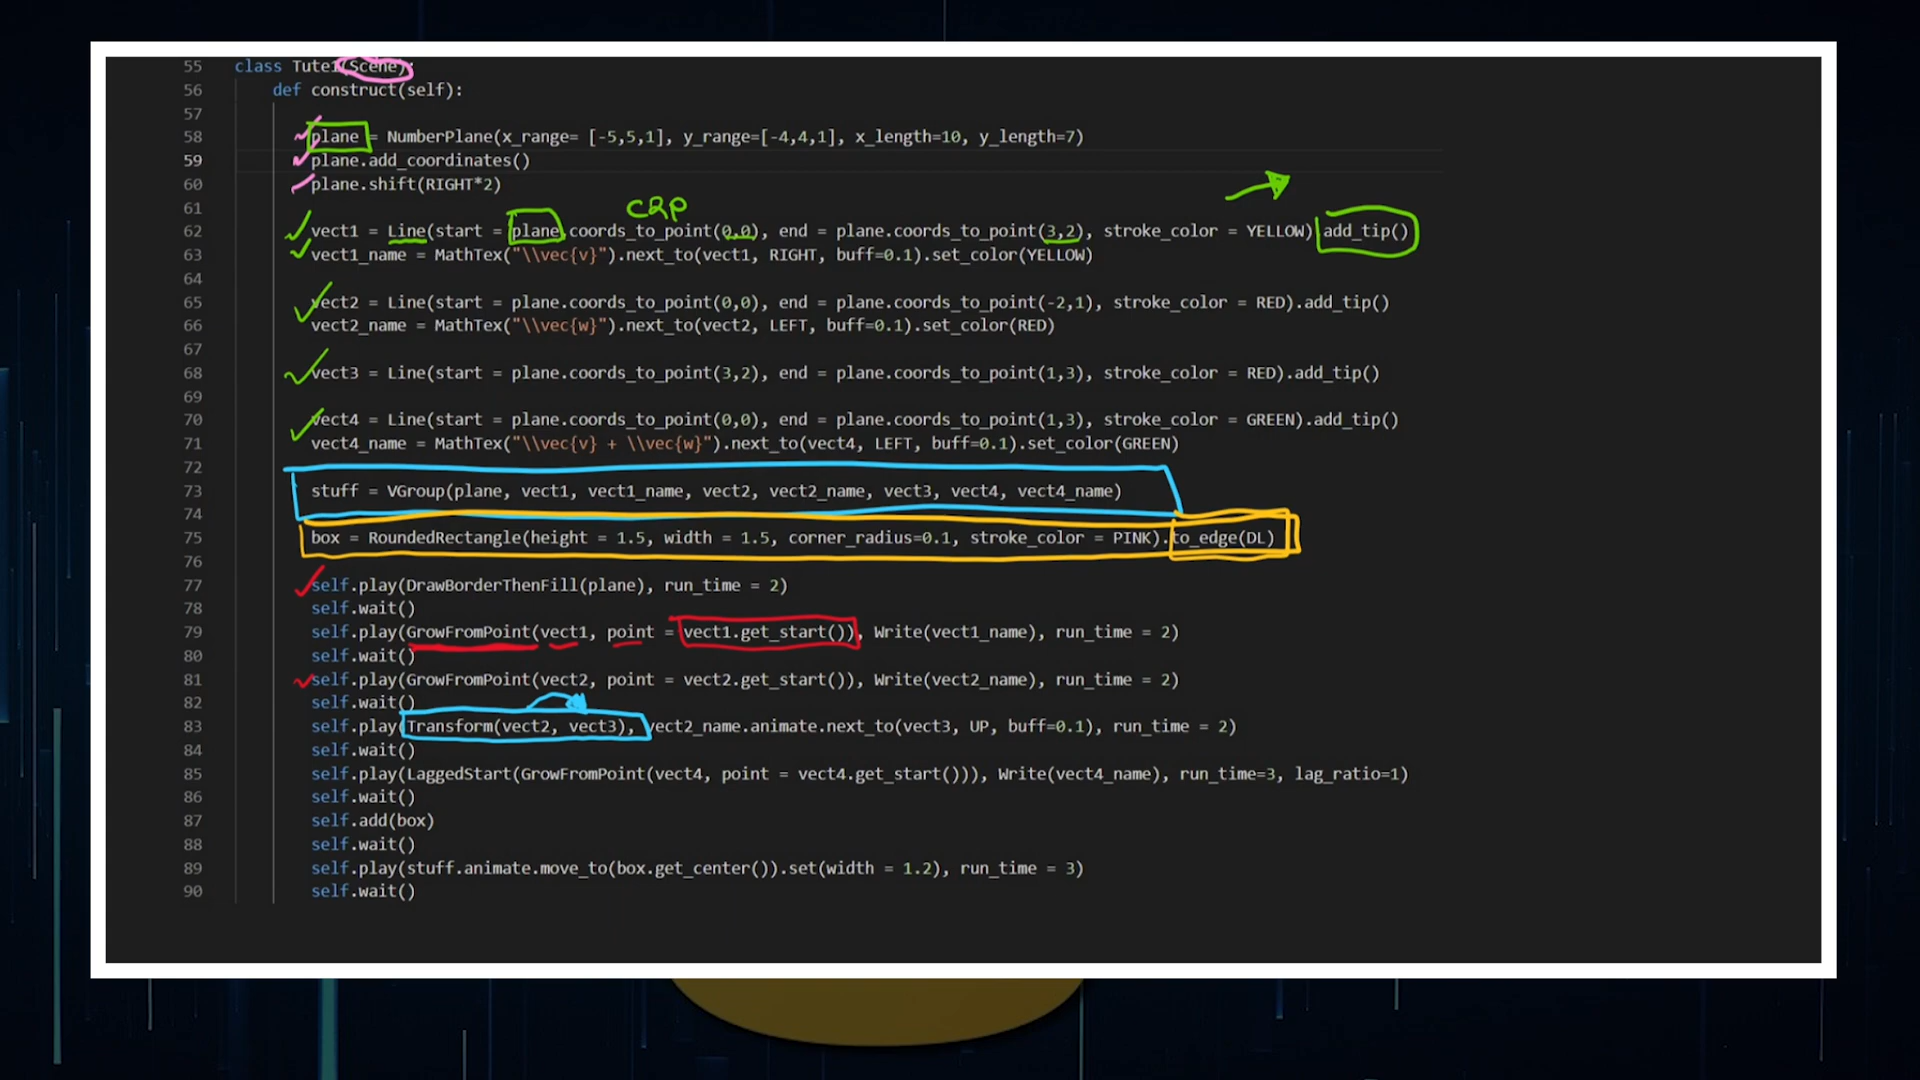 55 class Tute1(Scene):
56 def construct(self):
57
58 plane = NumberPlane(x_range= [-5,5,1], y_range=[-4,4,1], x_length=10, y_length=7)
59 plane.add_coordinates()
60 plane.shift(RIGHT*2)
61
c2p
62 vect1 = Line(start = plane.coords_to_point(0,0), end = plane.coords_to_point(3,2), stroke_color = YELLOW).add_tip()
63 vect1_name = MathTex("\\vec{v}").next_to(vect1, RIGHT, buff=0.1).set_color(YELLOW)
64
65 vect2 = Line(start = plane.coords_to_point(0,0), end = plane.coords_to_point(-2,1), stroke_color = RED).add_tip()
66 vect2_name = MathTex("\\vec{w}").next_to(vect2, LEFT, buff=0.1).set_color(RED)
67
68 vect3 = Line(start = plane.coords_to_point(3,2), end = plane.coords_to_point(1,3), stroke_color = RED).add_tip()
69
70 vect4 = Line(start = plane.coords_to_point(0,0), end = plane.coords_to_point(1,3), stroke_color = GREEN).add_tip()
71 vect4_name = MathTex("\\vec{v} + \\vec{w}").next_to(vect4, LEFT, buff=0.1).set_color(GREEN)
72
73 stuff = VGroup(plane, vect1, vect1_name, vect2, vect2_name, vect3, vect4, vect4_name)
74
75 box = RoundedRectangle(height = 1.5, width = 1.5, corner_radius=0.1, stroke_color = PINK).to_edge(DL)
76
77 self.play(DrawBorderThenFill(plane), run_time = 2)
78 self.wait()
79 self.play(GrowFromPoint(vect1, point = vect1.get_start()), Write(vect1_name), run_time = 2)
80 self.wait()
81 self.play(GrowFromPoint(vect2, point = vect2.get_start()), Write(vect2_name), run_time = 2)
82 self.wait()
83 self.play(Transform(vect2, vect3), vect2_name.animate.next_to(vect3, UP, buff=0.1), run_time = 2)
84 self.wait()
85 self.play(LaggedStart(GrowFromPoint(vect4, point = vect4.get_start())), Write(vect4_name), run_time=3, lag_ratio=1)
86 self.wait()
87 self.add(box)
88 self.wait()
89 self.play(stuff.animate.move_to(box.get_center()).set(width = 1.2), run_time = 3)
90 self.wait()